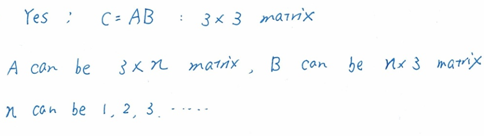 Yes : C = AB : 3 × 3 matrix
A can be 3 × n matrix, B can be n × 3 matrix
n can be 1, 2, 3. .....